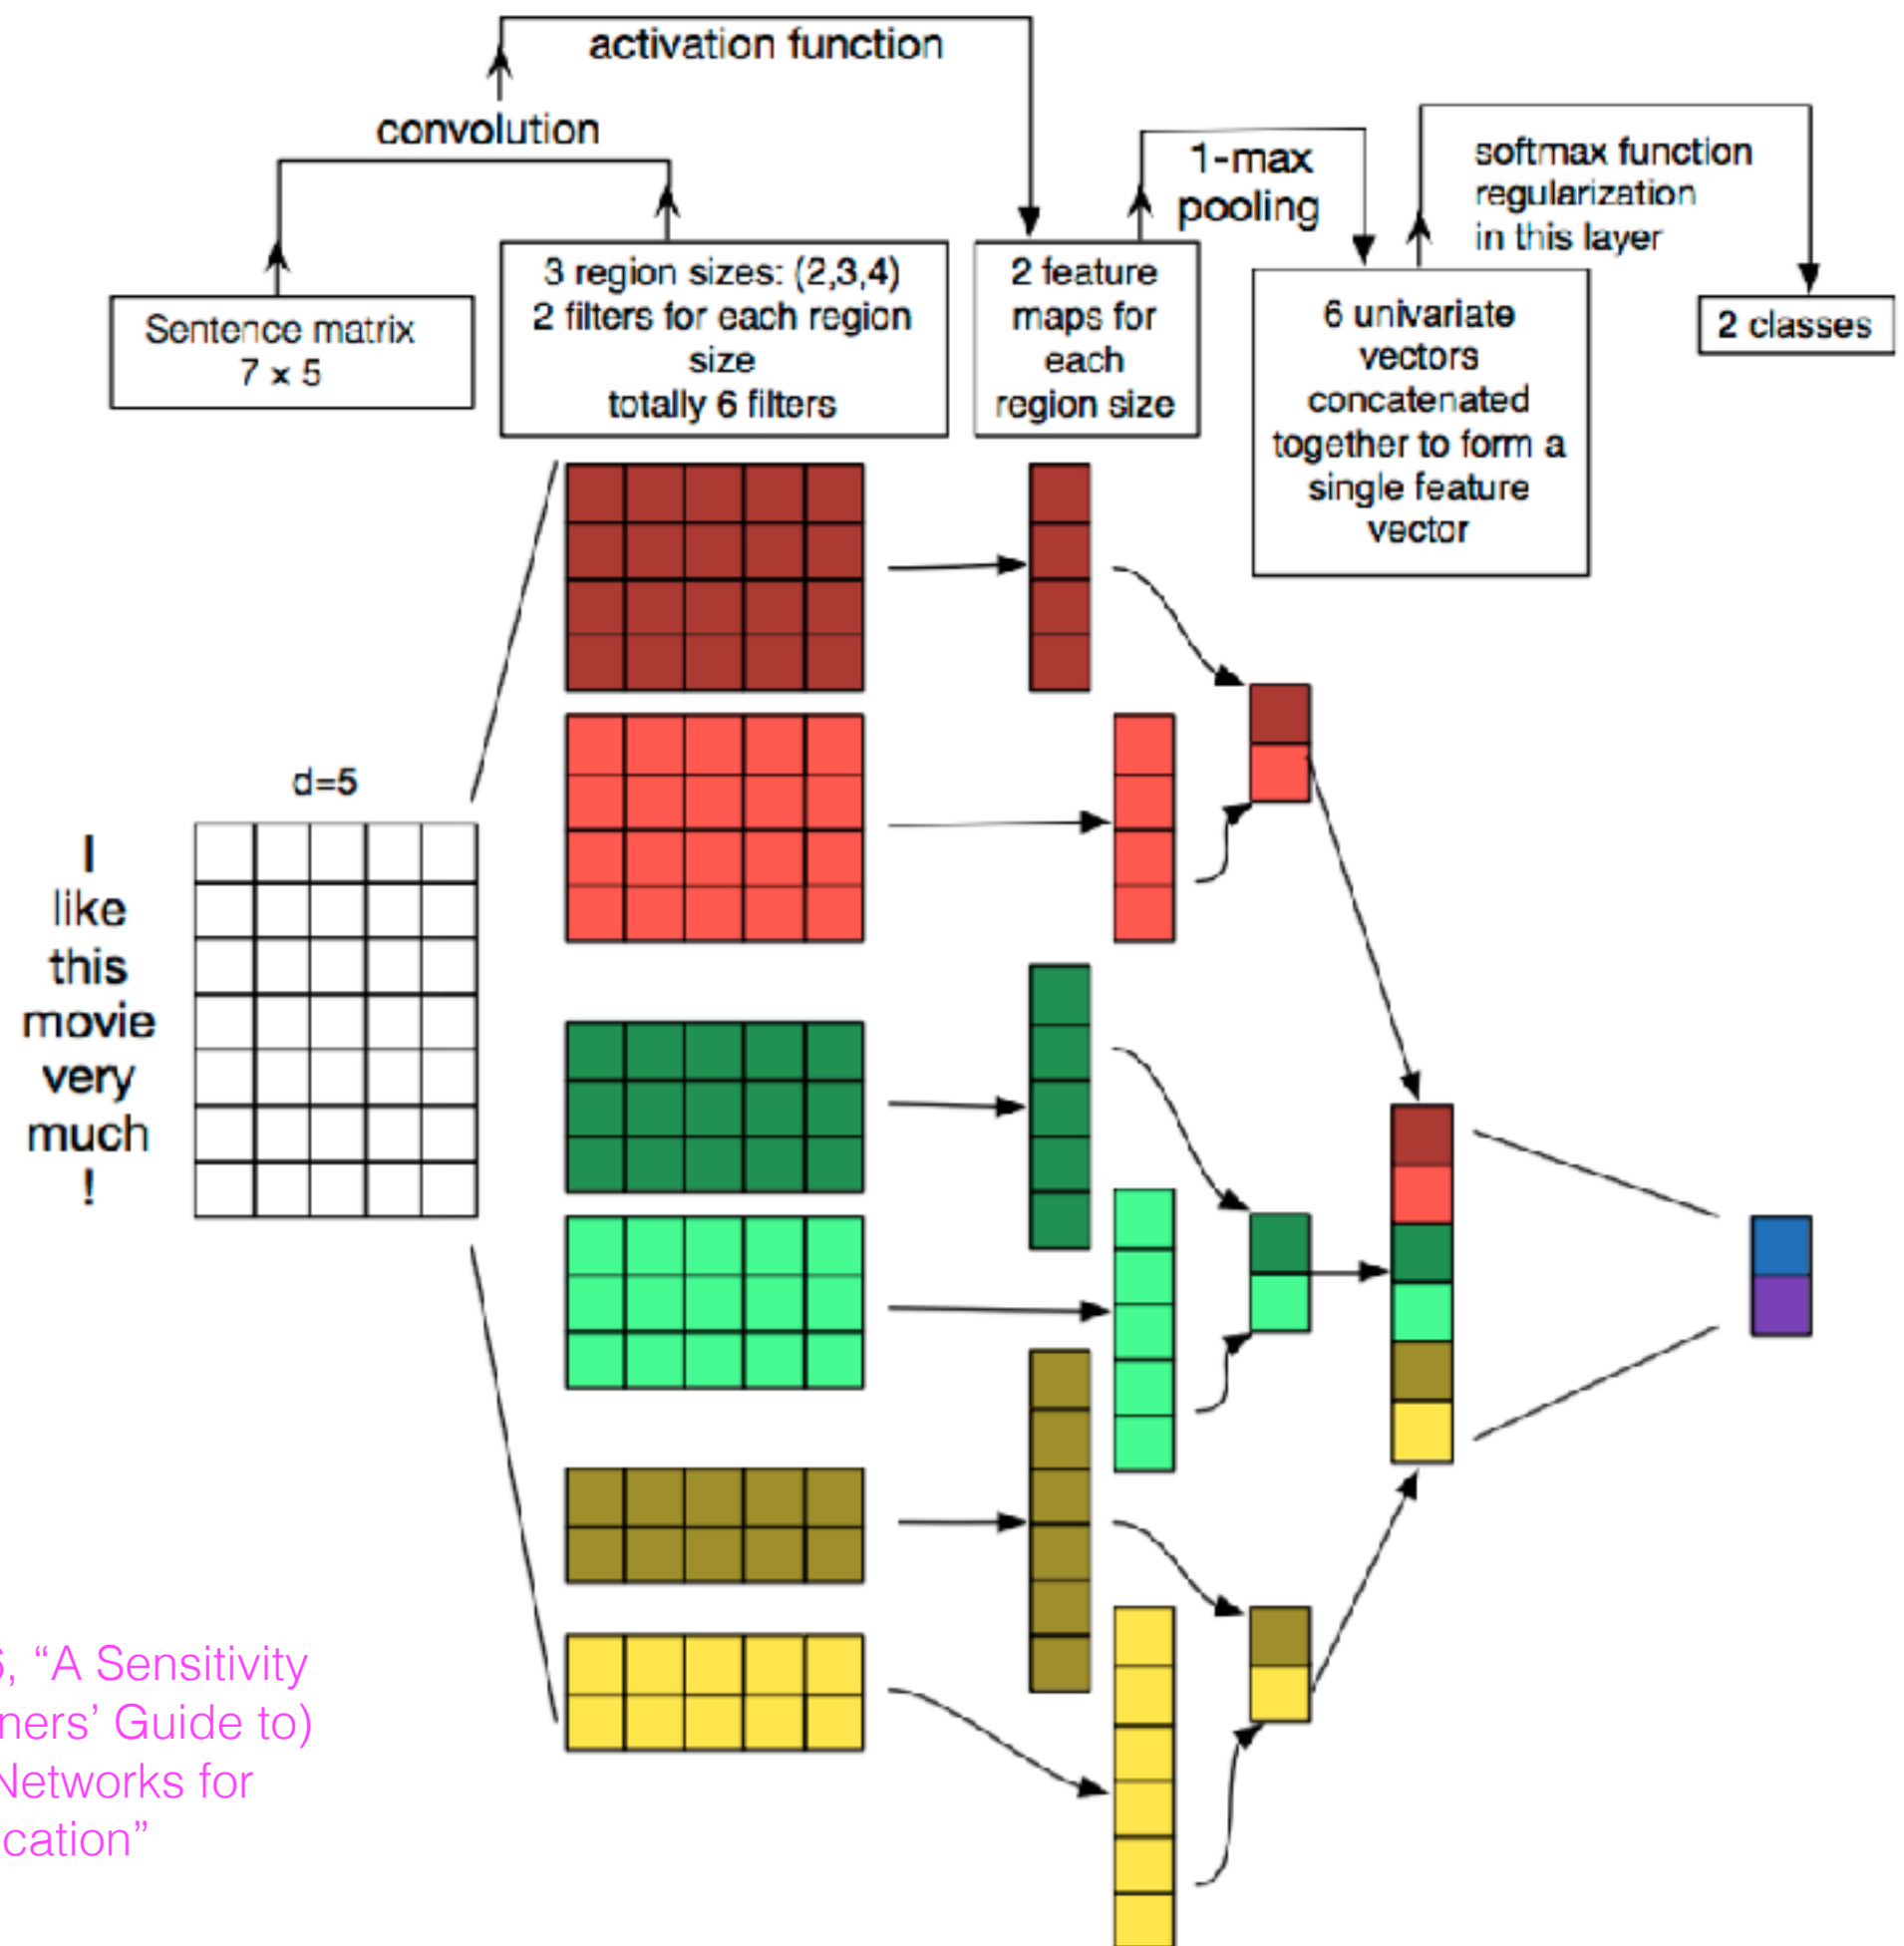 activation function
convolution
1-max
pooling
softmax function
regularization
in this layer
Sentence matrix
7 × 5
3 region sizes: (2,3,4)
2 filters for each region
size
totally 6 filters
2 feature
maps for
each
region size
6 univariate
vectors
concatenated
together to form a
single feature
vector
2 classes
d=5
I
like
this
movie
very
much
!
, “A Sensitivity
ners’ Guide to)
Networks for
cation”